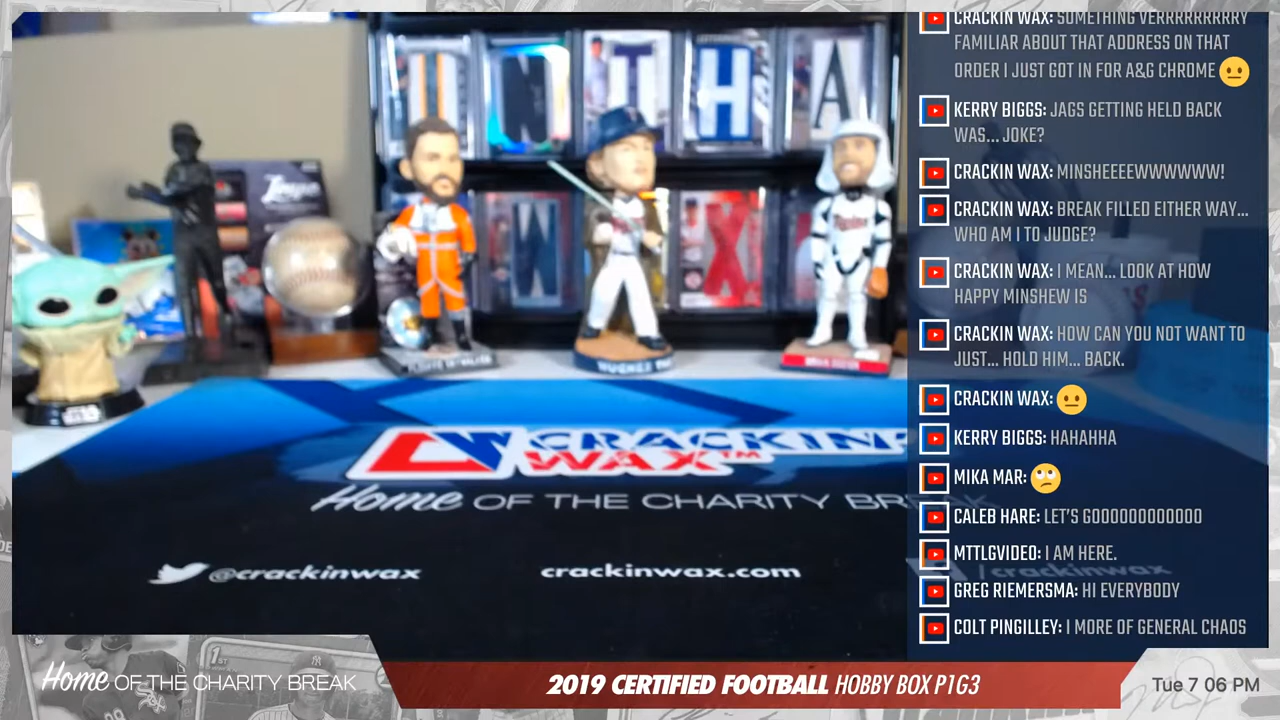 CRACKIN WAX: SOMETHING VERRRRRRRRY
FAMILIAR ABOUT THAT ADDRESS ON THAT
ORDER I JUST GOT IN FOR A&G CHROME 😐
KERRY BIGGS: JAGS GETTING HELD BACK
WAS... JOKE?
CRACKIN WAX: MINSHEEEEWWWWWW!
CRACKIN WAX: BREAK FILLED EITHER WAY...
WHO AM I TO JUDGE?
CRACKIN WAX: I MEAN... LOOK AT HOW
HAPPY MINSHEW IS
CRACKIN WAX: HOW CAN YOU NOT WANT TO
JUST... HOLD HIM... BACK.
CRACKIN WAX: 😐
KERRY BIGGS: HAHAHHA
MIKA MAR: 🙄
CALEB HARE: LET'S GOOOOOOOOOOOO
MTTLGVIDEO: I AM HERE.
GREG RIEMERSMA: HI EVERYBODY
COLT PINGILLEY: I MORE OF GENERAL CHAOS
I N T H A
W A X
CW CRACKIN'
WAX™
Home OF THE CHARITY BREAK
@crackinwax
crackinwax.com
/crackinwax
Home OF THE CHARITY BREAK
2019 CERTIFIED FOOTBALL HOBBY BOX P1G3
Tue 7 06 PM